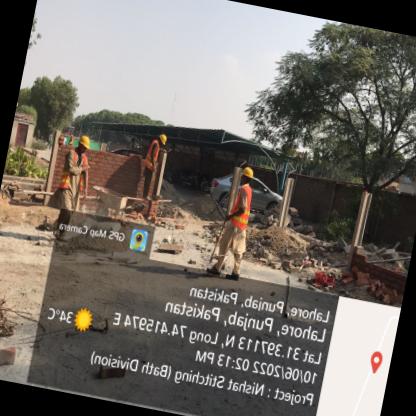 GPS Map Camera
Lahore, Punjab, Pakistan
Lahore, Punjab, Pakistan
Lat 31.397113 N, Long 74.415974 E
10/06/2022 02:13 PM
Project : Nishat Stitching (Bath Division)
34°C